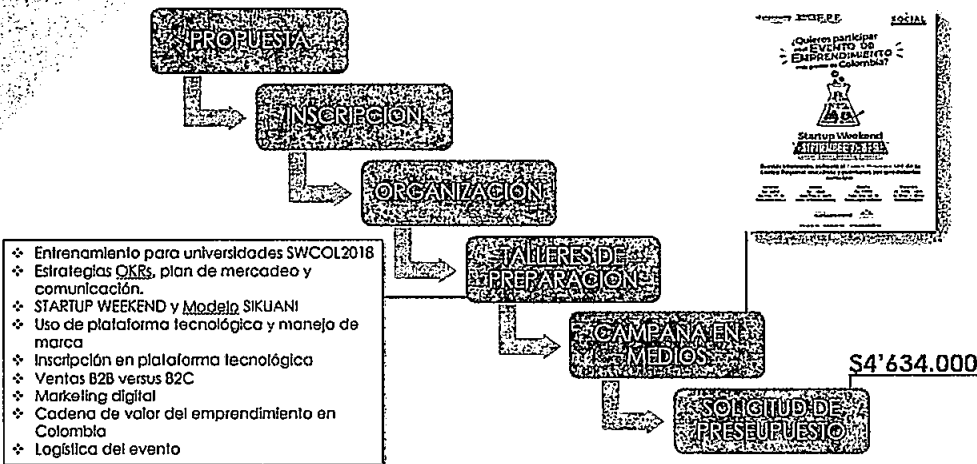 PROPUESTA
INSCRIPCIÓN
ORGANIZACIÓN
TALLERES DE
PREPARACIÓN
CAMPAÑA EN
MEDIOS
SOLICITUD DE
PRESEUPUESTO
$4'634.000
❖ Entrenamiento para universidades SWCOL2018
❖ Estrategias OKRs, plan de mercadeo y
comunicación.
❖ STARTUP WEEKEND y Modelo SIKUANI
❖ Uso de plataforma tecnológica y manejo de
marca
❖ Inscripción en plataforma tecnológica
❖ Ventas B2B versus B2C
❖ Marketing digital
❖ Cadena de valor del emprendimiento en
Colombia
❖ Logística del evento
SOCIAL
¿Quieres participar
EVENTO DE
EMPRENDIMIENTO
de Colombia?
Startup Weekend